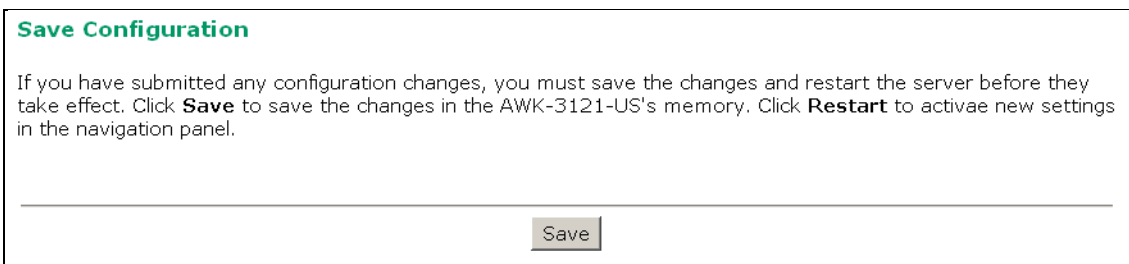 Save Configuration
If you have submitted any configuration changes, you must save the changes and restart the server before they
take effect. Click Save to save the changes in the AWK-3121-US's memory. Click Restart to activae new settings
in the navigation panel.
Save